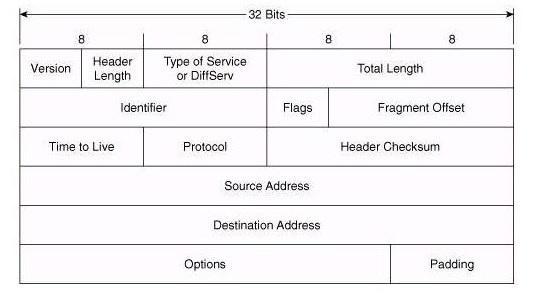 32 Bits
8 8 8 8
Version Header Length Type of Service or DiffServ Total Length
Identifier Flags Fragment Offset
Time to Live Protocol Header Checksum
Source Address
Destination Address
Options Padding